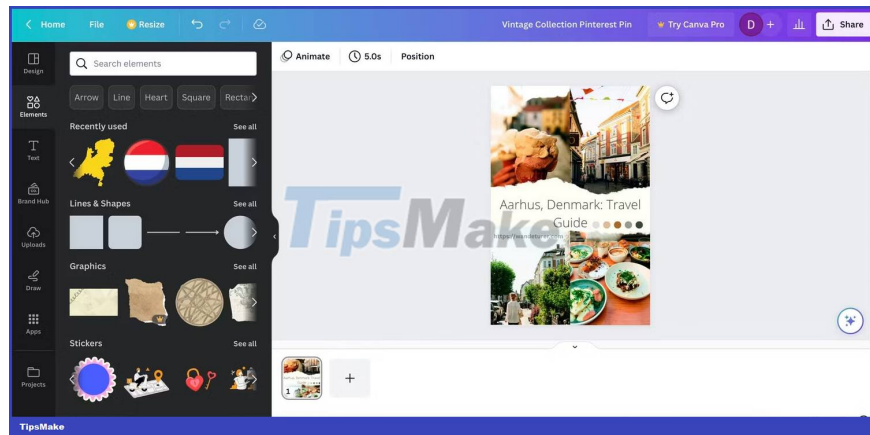 Home File Resize Vintage Collection Pinterest Pin Try Canva Pro D + Share
Design
Elements
Text
Brand Hub
Uploads
Draw
Apps
Projects
Search elements
Arrow Line Heart Square
Recently used See all
Lines & Shapes See all
Graphics See all
Stickers See all
Animate 5.0s Position
Aarhus, Denmark: Travel
Guide
TipsMake
1 +
TipsMake